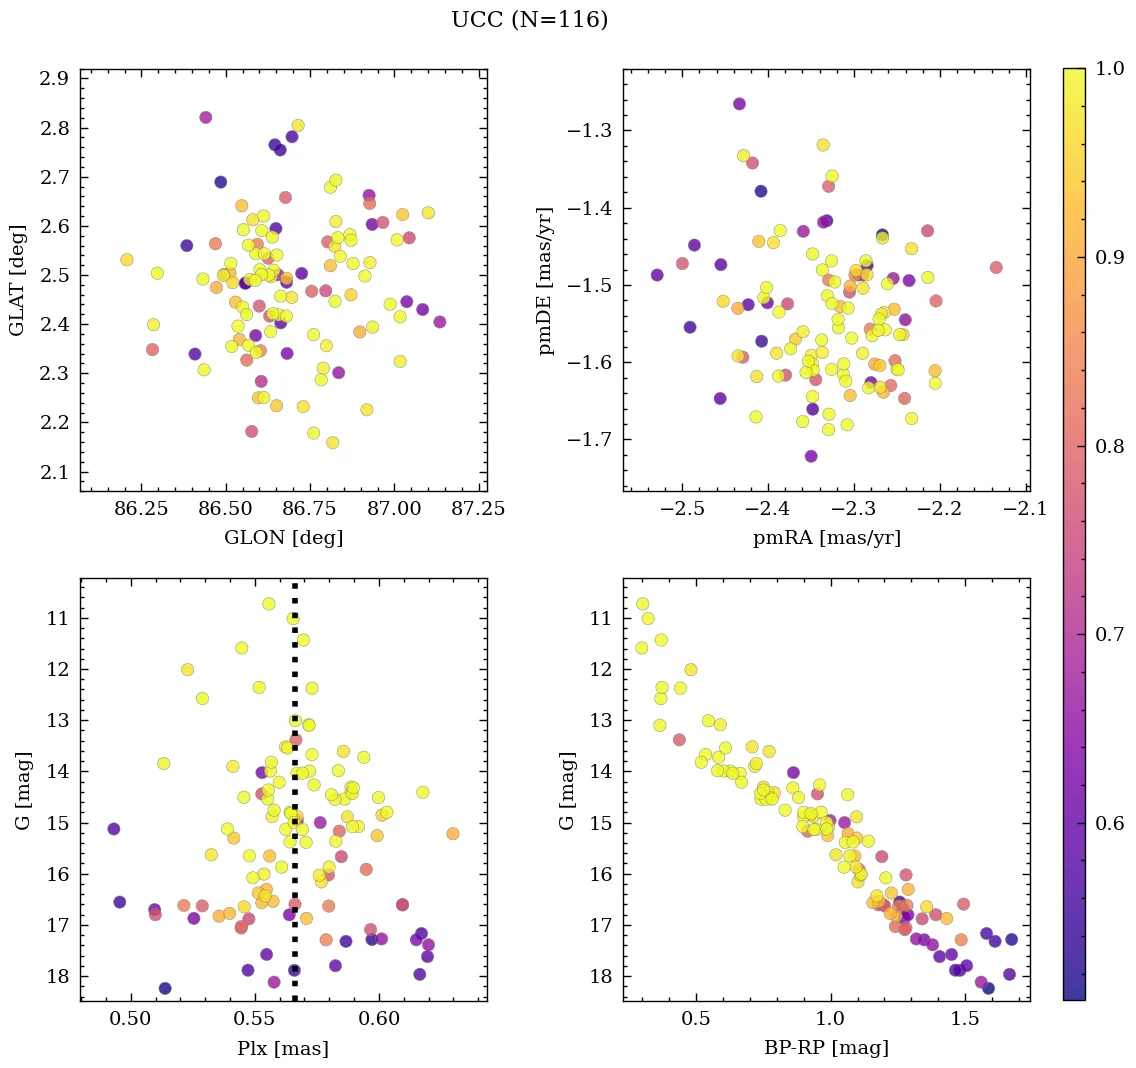 UCC (N=116)
2.9
2.8
2.7
2.6
2.5
2.4
2.3
2.2
2.1
GLAT [deg]
86.25 86.50 86.75 87.00 87.25
GLON [deg]
−1.3
−1.4
−1.5
−1.6
−1.7
pmDE [mas/yr]
−2.5 −2.4 −2.3 −2.2 −2.1
pmRA [mas/yr]
1.0
0.9
0.8
0.7
0.6
11
12
13
14
15
16
17
18
G [mag]
0.50 0.55 0.60
Plx [mas]
11
12
13
14
15
16
17
18
G [mag]
0.5 1.0 1.5
BP-RP [mag]